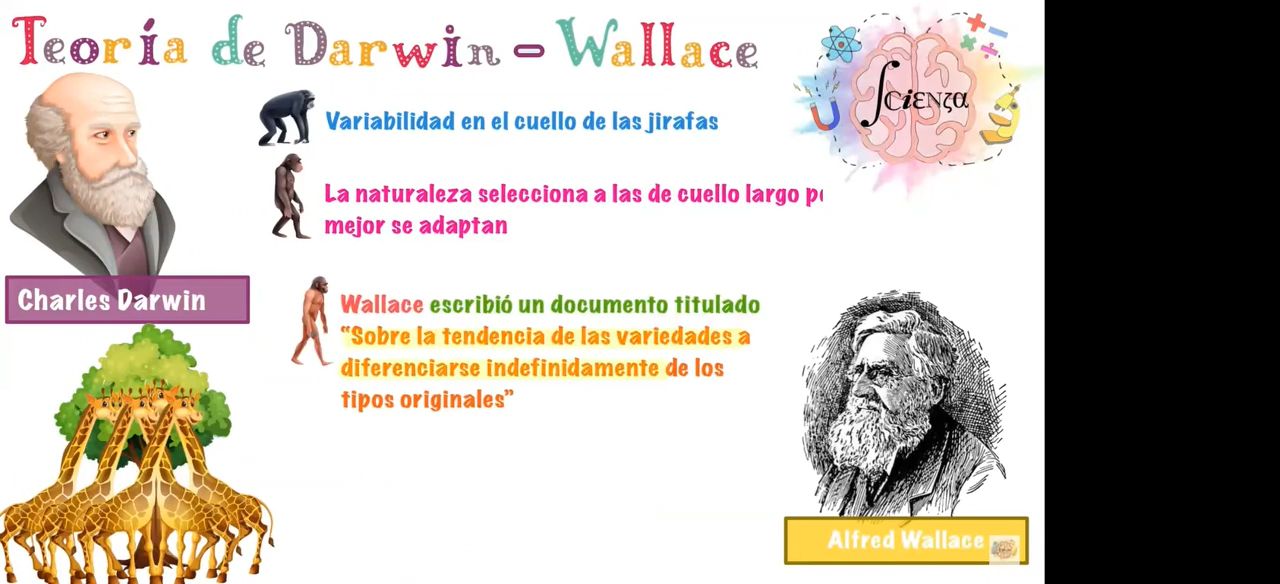 Teoría de Darwin - Wallace
∫CiENζα
Variabilidad en el cuello de las jirafas
La naturaleza selecciona a las de cuello largo
mejor se adaptan
Charles Darwin
Wallace escribió un documento titulado
“Sobre la tendencia de las variedades a
diferenciarse indefinidamente de los
tipos originales”
Alfred Wallace